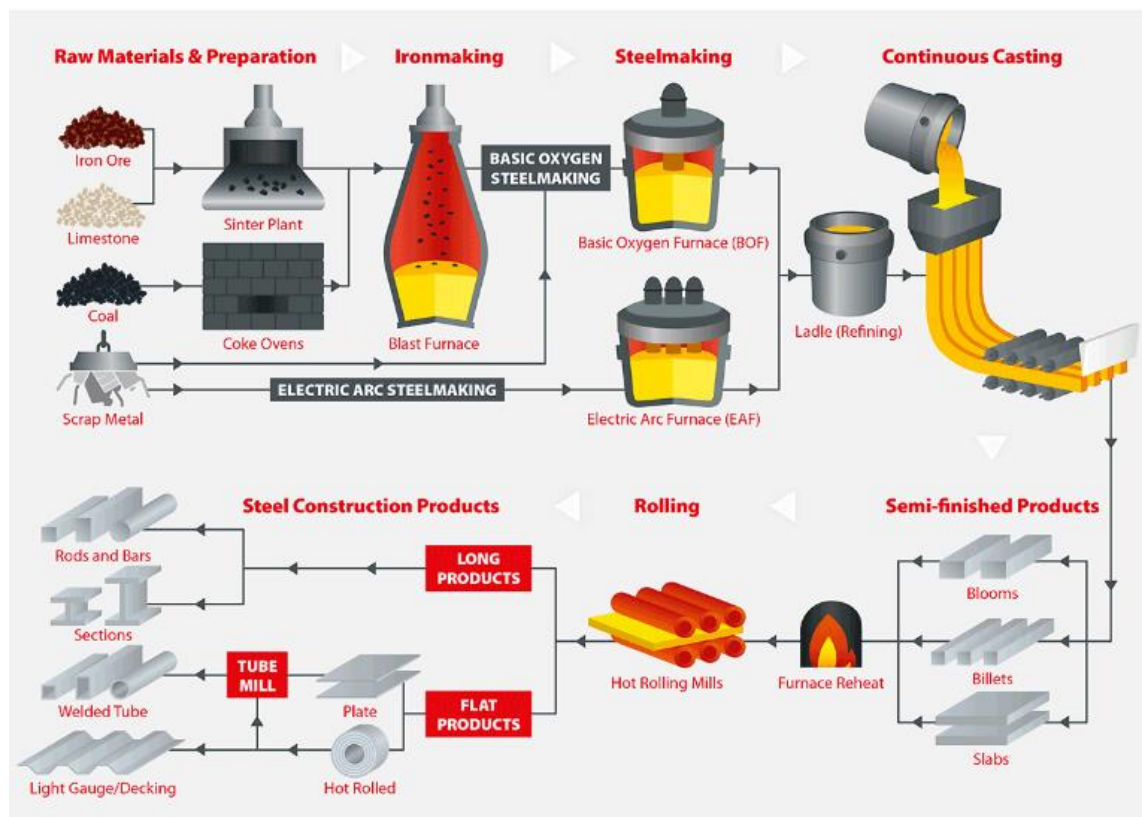 Raw Materials & Preparation
Ironmaking
Steelmaking
Continuous Casting
Iron Ore
Limestone
Sinter Plant
BASIC OXYGEN
STEELMAKING
Basic Oxygen Furnace (BOF)
Coal
Coke Ovens
Blast Furnace
Ladle (Refining)
Scrap Metal
ELECTRIC ARC STEELMAKING
Electric Arc Furnace (EAF)
Steel Construction Products
Rolling
Semi-finished Products
Rods and Bars
LONG
PRODUCTS
Blooms
Sections
Hot Rolling Mills
Furnace Reheat
Billets
TUBE
MILL
Welded Tube
Plate
FLAT
PRODUCTS
Slabs
Light Gauge/Decking
Hot Rolled